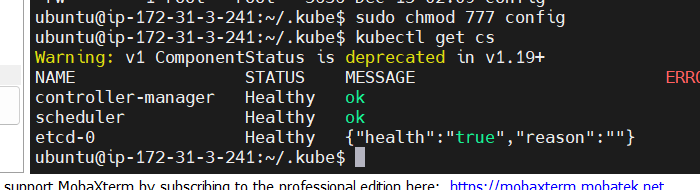 ubuntu@ip-172-31-3-241:~/.kube$ sudo chmod 777 config
ubuntu@ip-172-31-3-241:~/.kube$ kubectl get cs
Warning: v1 ComponentStatus is deprecated in v1.19+
NAME STATUS MESSAGE ERRO
controller-manager Healthy ok
scheduler Healthy ok
etcd-0 Healthy {"health":"true","reason":""}
ubuntu@ip-172-31-3-241:~/.kube$
support MobaXterm by subscribing to the professional edition here: https://mobaxterm.mobatek.net